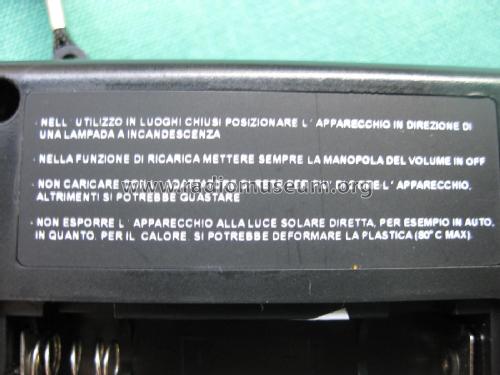 - NELL' UTILIZZO IN LUOGHI CHIUSI POSIZIONARE L' APPARECCHIO IN DIREZIONE DI
UNA LAMPADA A INCANDESCENZA
- NELLA FUNZIONE DI RICARICA METTERE SEMPRE LA MANOPOLA DEL VOLUME IN OFF
- NON CARICARE L' APPARECCHIO,
ALTRIMENTI SI POTREBBE GUASTARE
- NON ESPORRE L' APPARECCHIO ALLA LUCE SOLARE DIRETTA, PER ESEMPIO IN AUTO,
IN QUANTO, PER IL CALORE, SI POTREBBE DEFORMARE LA PLASTICA (80° C MAX).
www.radiomuseum.org